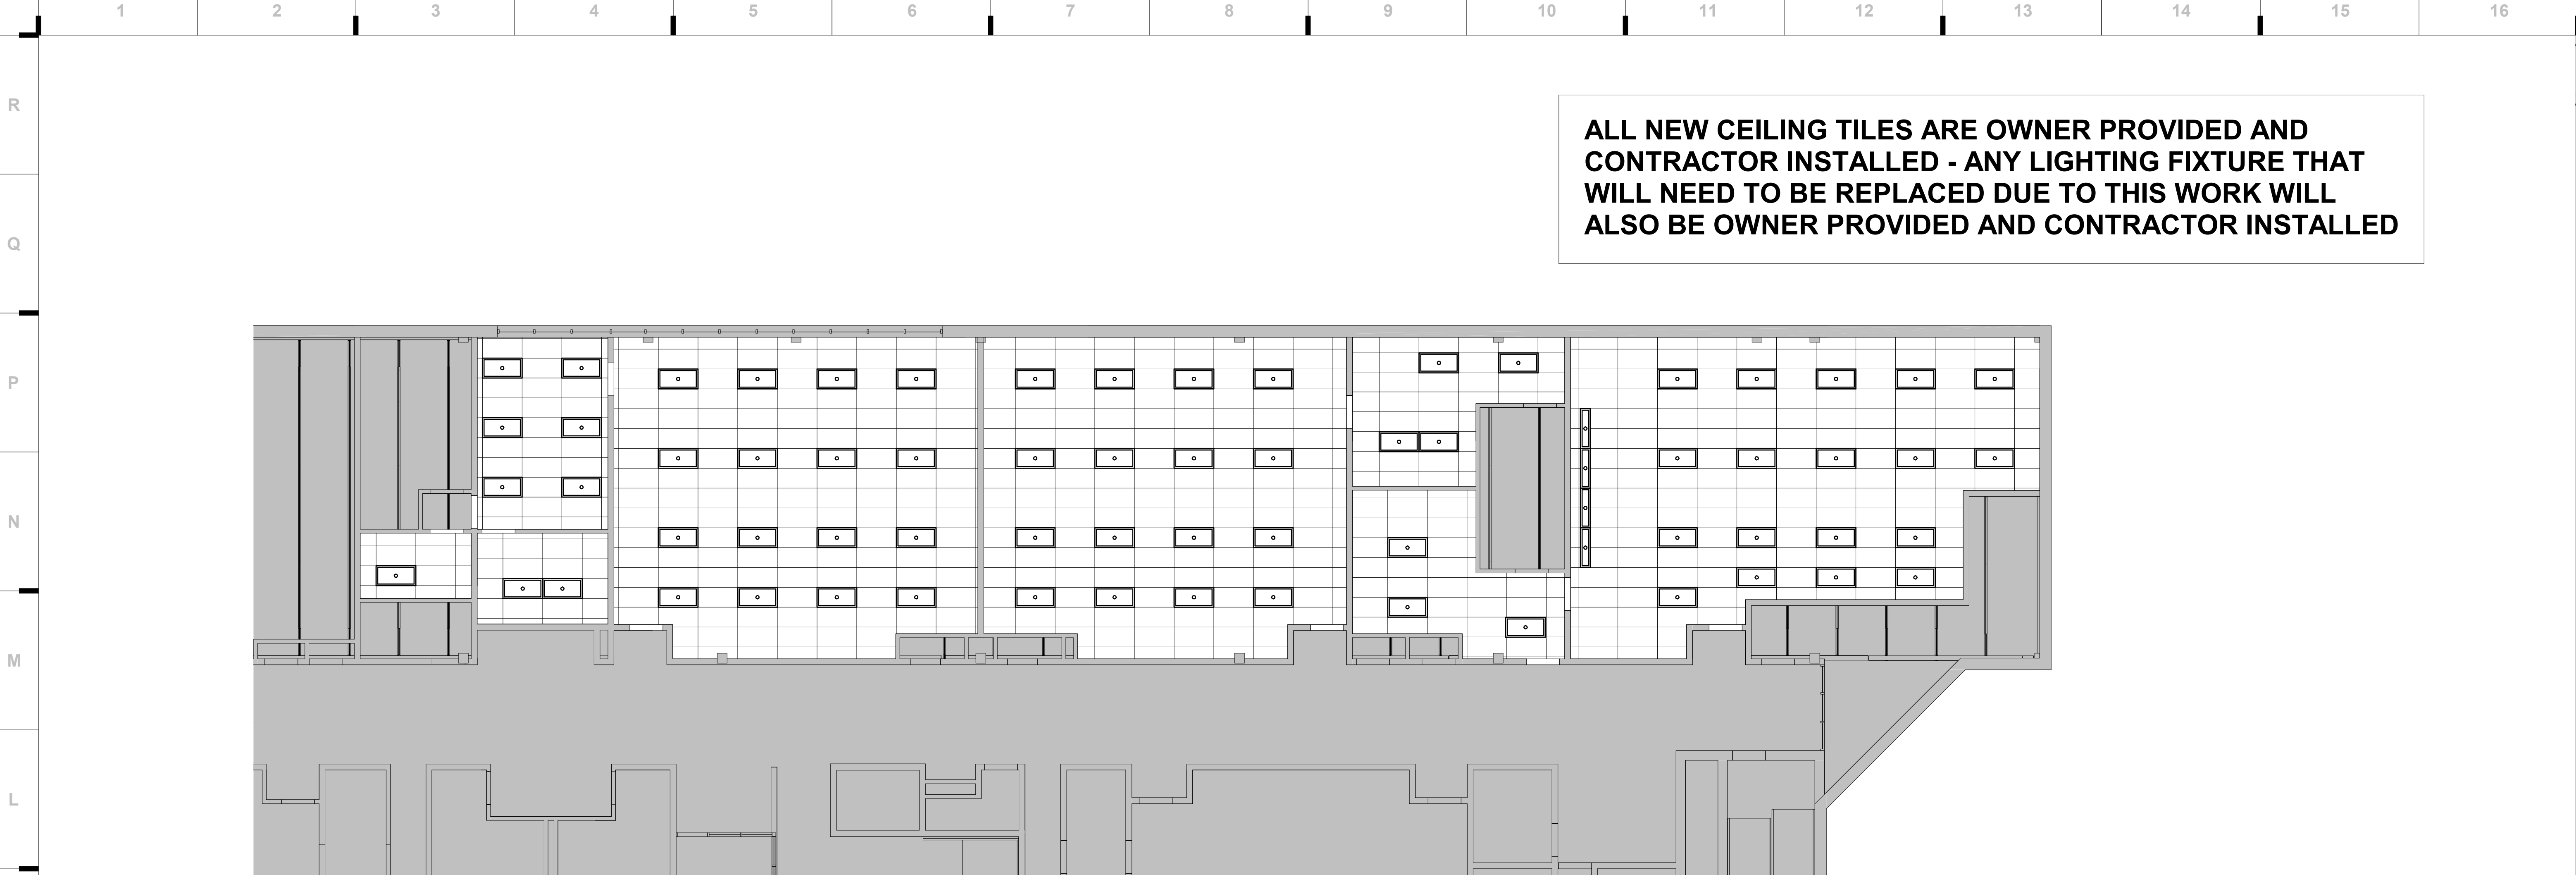 1 2 3 4 5 6 7 8 9 10 11 12 13 14 15 16
R
ALL NEW CEILING TILES ARE OWNER PROVIDED AND
CONTRACTOR INSTALLED - ANY LIGHTING FIXTURE THAT
WILL NEED TO BE REPLACED DUE TO THIS WORK WILL
ALSO BE OWNER PROVIDED AND CONTRACTOR INSTALLED
Q
P
N
M
L